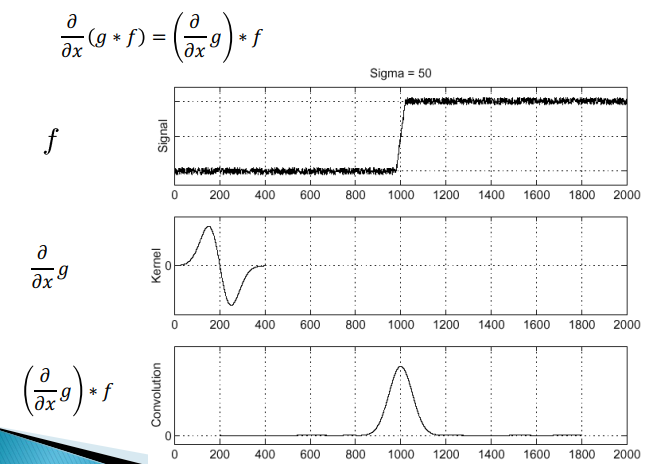 ∂/∂x (g ∗ f) = (∂/∂x g) ∗ f
Sigma = 50
f
Signal
0 200 400 600 800 1000 1200 1400 1600 1800 2000
∂/∂x g
Kernel
0
0 200 400 600 800 1000 1200 1400 1600 1800 2000
(∂/∂x g) ∗ f
Convolution
0
0 200 400 600 800 1000 1200 1400 1600 1800 2000